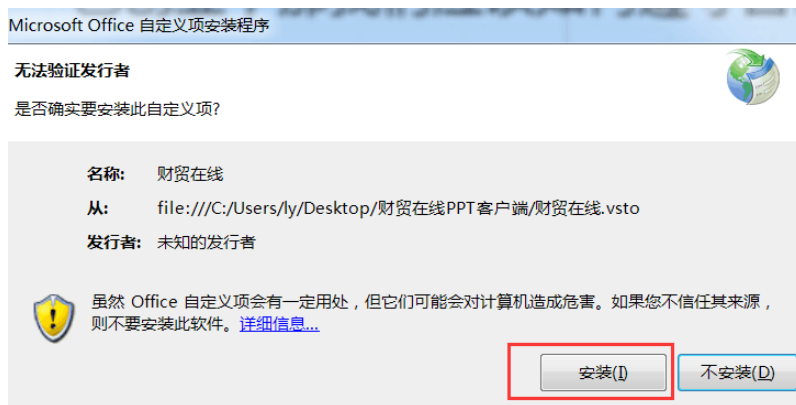 Microsoft Office 自定义项安装程序
无法验证发行者
是否确实要安装此自定义项?
名称: 财贸在线
从: file:///C:/Users/ly/Desktop/财贸在线PPT客户端/财贸在线.vsto
发行者: 未知的发行者
虽然 Office 自定义项会有一定用处，但它们可能会对计算机造成危害。如果您不信任其来源，
则不要安装此软件。详细信息...
安装(I) 不安装(D)